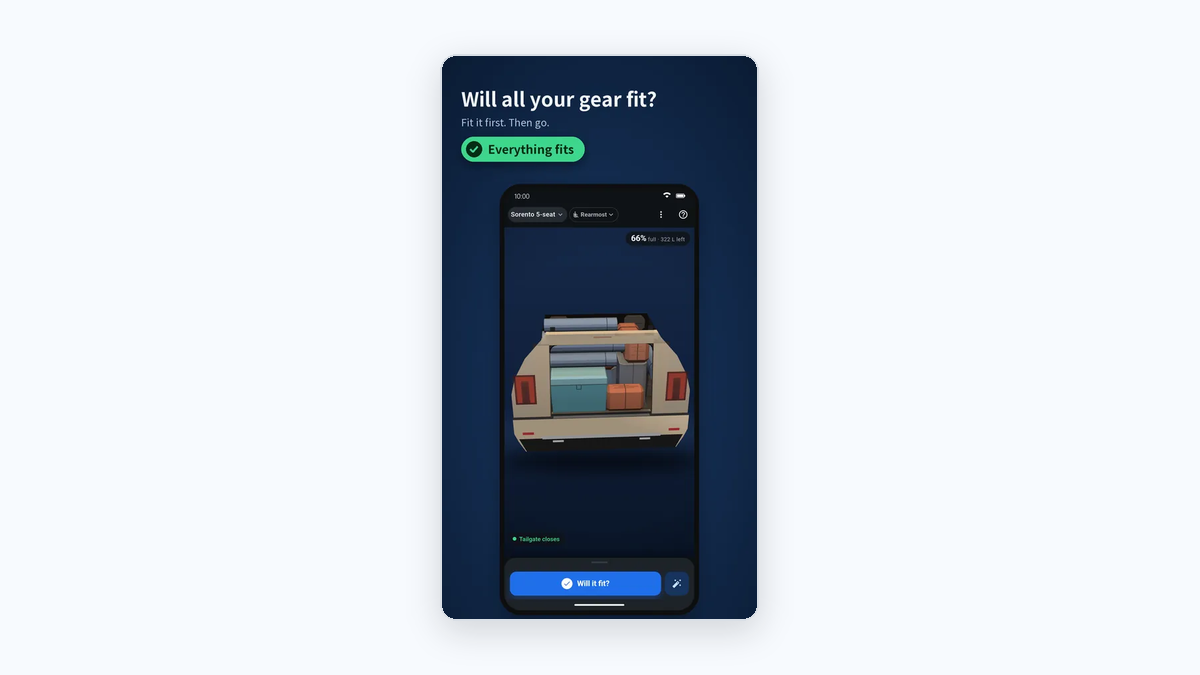 Will all your gear fit?
Fit it first. Then go.
Everything fits
10:00
Sorento 5-seat
Rearmost
66% full · 322 L left
Tailgate closes
Will it fit?